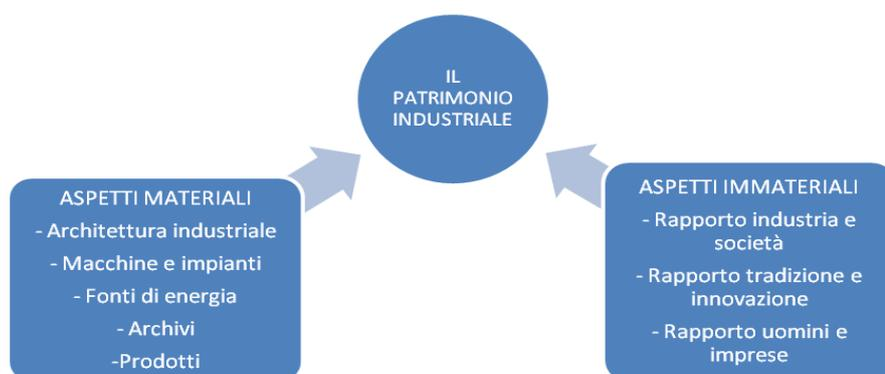 IL
PATRIMONIO
INDUSTRIALE
ASPETTI MATERIALI
- Architettura industriale
- Macchine e impianti
- Fonti di energia
- Archivi
-Prodotti
ASPETTI IMMATERIALI
- Rapporto industria e
società
- Rapporto tradizione e
innovazione
- Rapporto uomini e
imprese